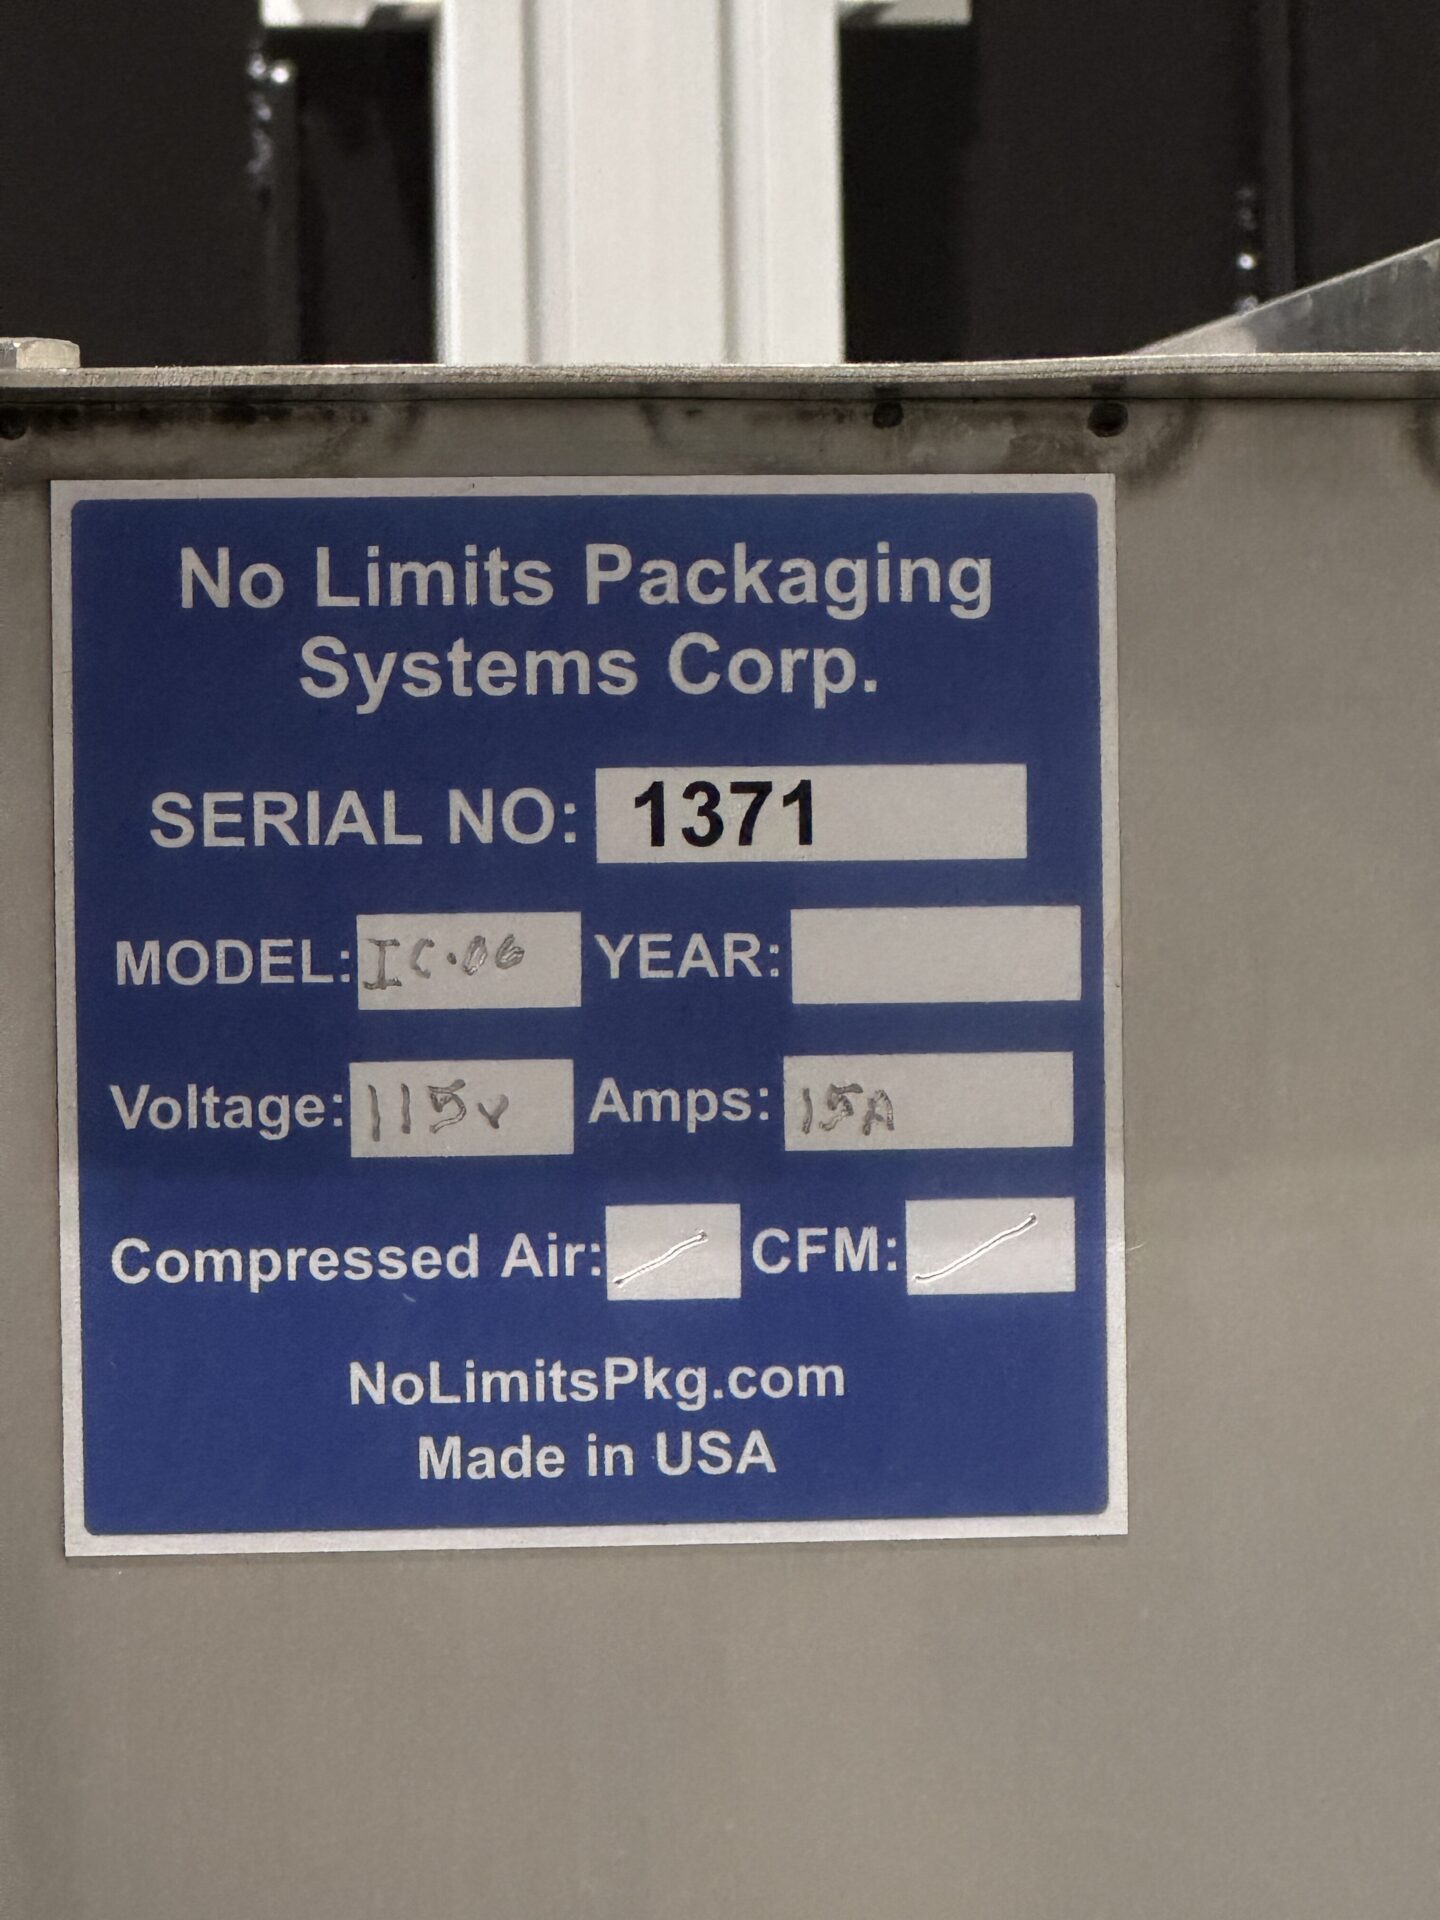 No Limits Packaging
Systems Corp.
SERIAL NO: 1371
MODEL: IC.06 YEAR:
Voltage: 115v Amps: 15A
Compressed Air: / CFM: /
NoLimitsPkg.com
Made in USA